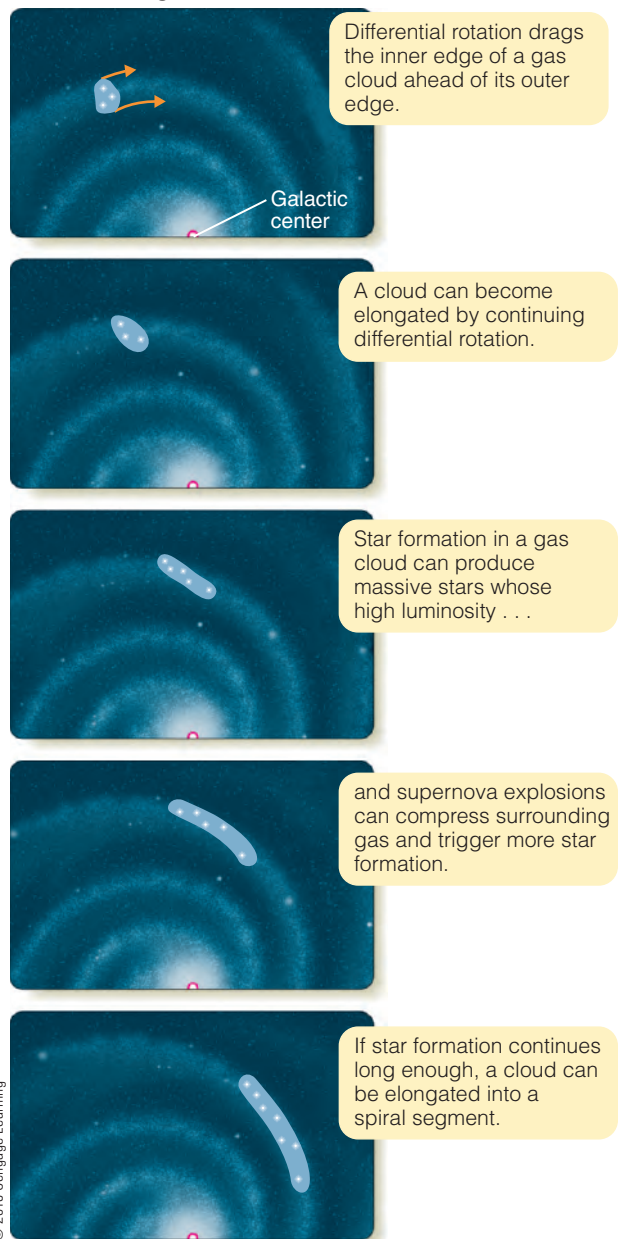 Differential rotation drags
the inner edge of a gas
cloud ahead of its outer
edge.
Galactic
center
A cloud can become
elongated by continuing
differential rotation.
Star formation in a gas
cloud can produce
massive stars whose
high luminosity . . .
and supernova explosions
can compress surrounding
gas and trigger more star
formation.
If star formation continues
long enough, a cloud can
be elongated into a
spiral segment.
Cengage Learning